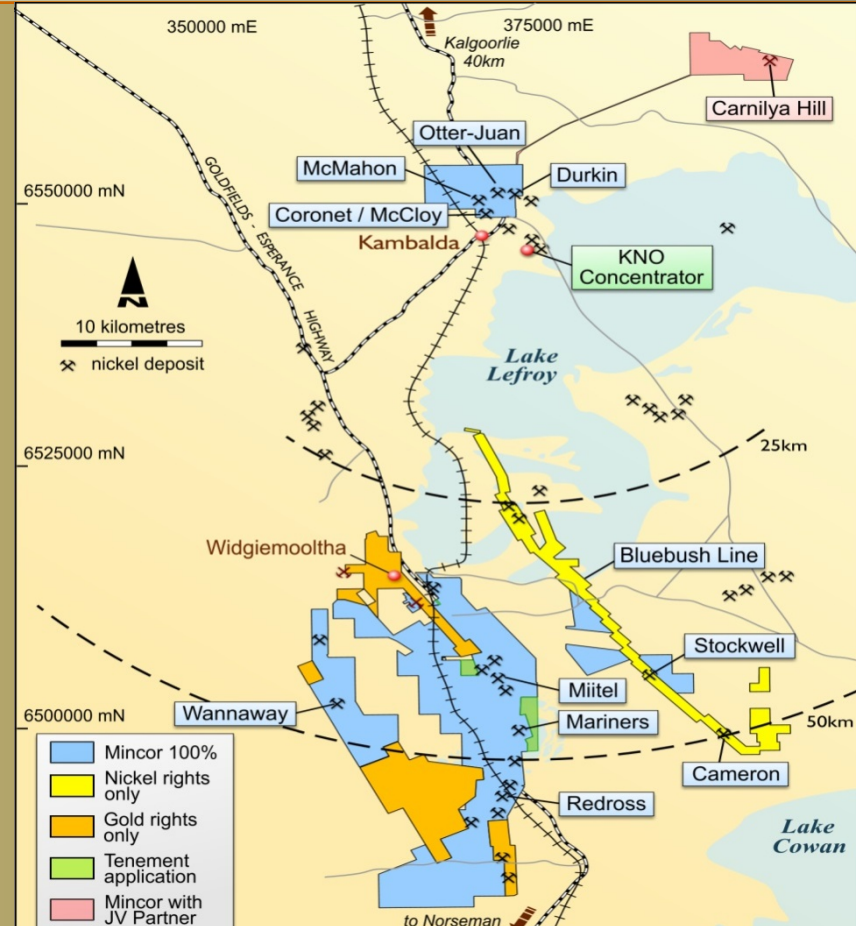 350000 mE
375000 mE
Kalgoorlie
40km
Carnilya Hill
Otter-Juan
McMahon
Durkin
6550000 mN
Coronet / McCloy
Kambalda
KNO
Concentrator
GOLDFIELDS - ESPERANCE HIGHWAY
N
10 kilometres
nickel deposit
Lake
Lefroy
6525000 mN
25km
Widgiemooltha
Bluebush Line
Stockwell
Miitel
Wannaway
6500000 mN
Mariners
50km
Cameron
Redross
Lake
Cowan
Mincor 100%
Nickel rights
only
Gold rights
only
Tenement
application
Mincor with
JV Partner
to Norseman